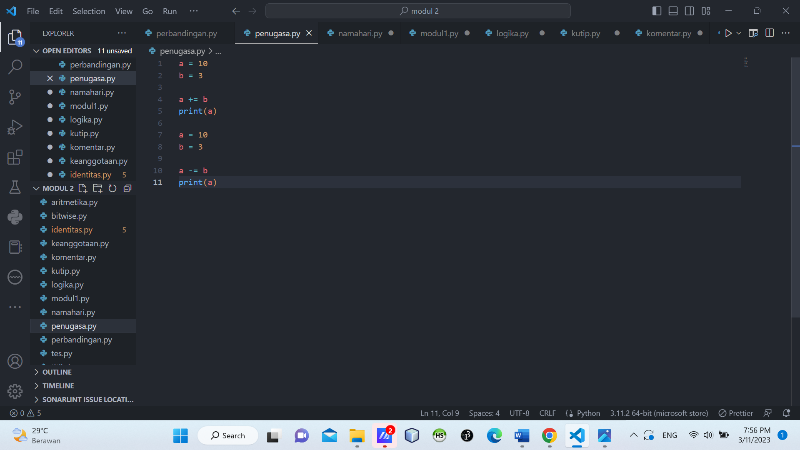 File Edit Selection View Go Run ··· modul 2
EXPLORER ··· perbandingan.py penugasa.py namahari.py modul1.py logika.py kutip.py komentar.py
OPEN EDITORS 11 unsaved
penugasa.py > ...
perbandingan.py
penugasa.py
namahari.py
modul1.py
logika.py
kutip.py
komentar.py
keanggotaan.py
identitas.py 5
MODUL 2
aritmetika.py
bitwise.py
identitas.py 5
keanggotaan.py
komentar.py
kutip.py
logika.py
modul1.py
namahari.py
penugasa.py
perbandingan.py
tes.py
OUTLINE
TIMELINE
SONARLINT ISSUE LOCATI...
1 a = 10
2 b = 3
3
4 a += b
5 print(a)
6
7 a = 10
8 b = 3
9
10 a -= b
11 print(a)
11
0 5 Ln 11, Col 9 Spaces: 4 UTF-8 CRLF Python 3.11.2 64-bit (microsoft store) Prettier
29°C
Berawan
Search
2
ENG
7:56 PM
3/11/2023
1